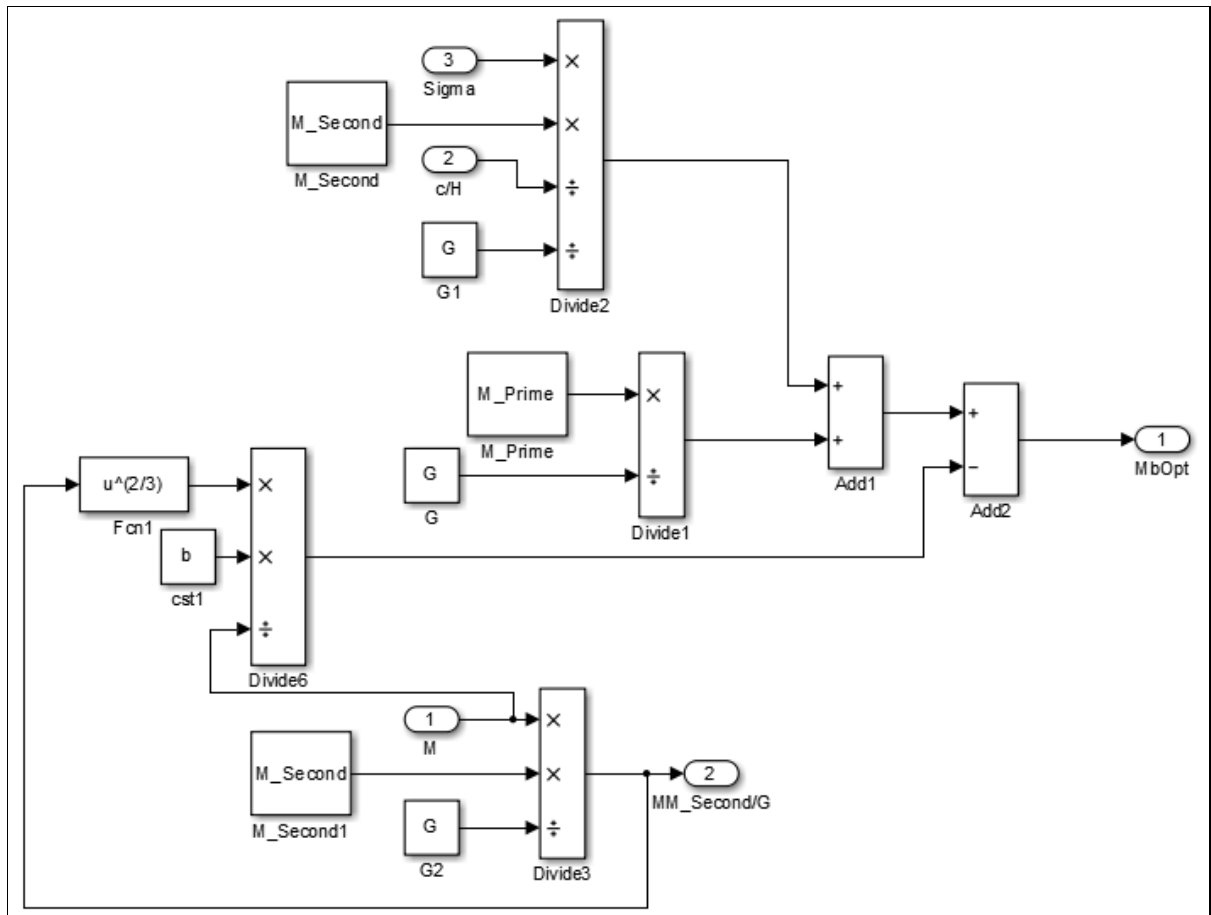 3
Sigma
×
M_Second
M_Second
×
2
c/H
÷
G
G1
÷
Divide2
M_Prime
M_Prime
×
G
G
÷
Divide1
+
+
Add1
+
−
Add2
1
MbOpt
u^(2/3)
Fcn1
×
b
cst1
×
÷
Divide6
1
M
×
M_Second
M_Second1
×
G
G2
÷
Divide3
2
MM_Second/G